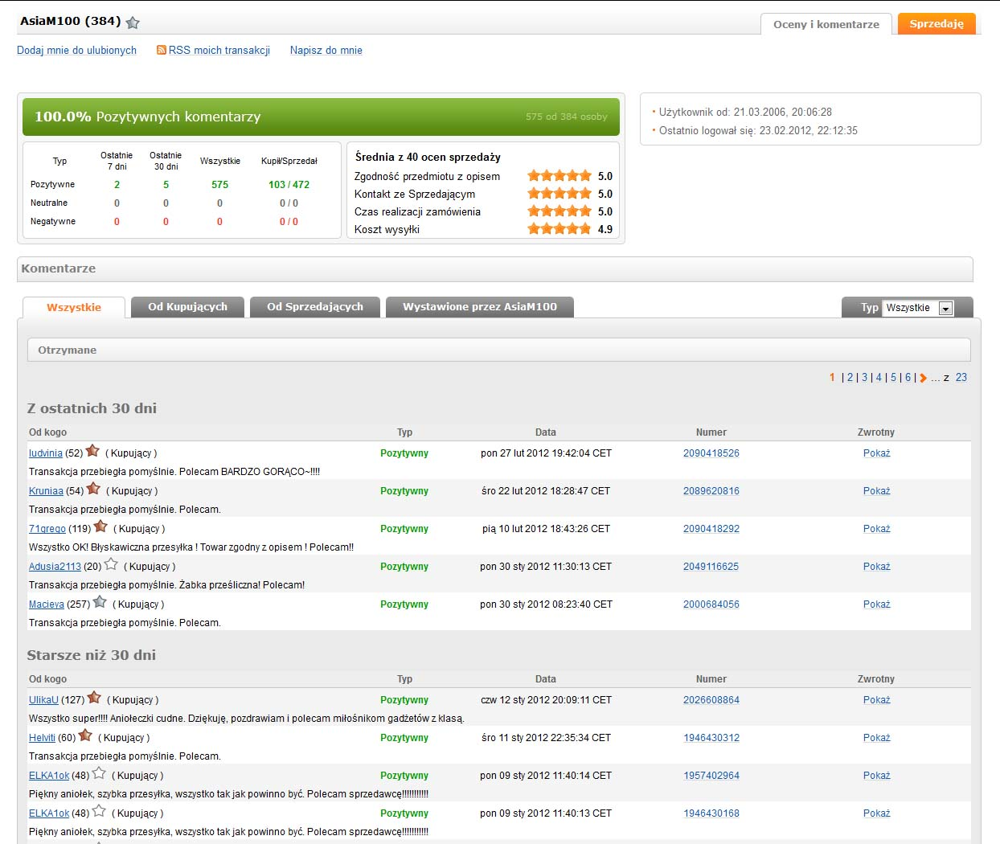 AsiaM100 (384)
Oceny i komentarze
Sprzedaję
Dodaj mnie do ulubionych RSS moich transakcji Napisz do mnie
100.0% Pozytywnych komentarzy 575 od 384 osoby
Użytkownik od: 21.03.2006, 20:06:28
Ostatnio logował się: 23.02.2012, 22:12:35
Typ Ostatnie 7 dni Ostatnie 30 dni Wszystkie Kupił/Sprzedał
Pozytywne 2 5 575 103 / 472
Neutralne 0 0 0 0 / 0
Negatywne 0 0 0 0 / 0
Średnia z 40 ocen sprzedaży
Zgodność przedmiotu z opisem 5.0
Kontakt ze Sprzedającym 5.0
Czas realizacji zamówienia 5.0
Koszt wysyłki 4.9
Komentarze
Wszystkie Od Kupujących Od Sprzedających Wystawione przez AsiaM100 Typ Wszystkie
Otrzymane
1 | 2 | 3 | 4 | 5 | 6 | ... z 23
Z ostatnich 30 dni
Od kogo Typ Data Numer Zwrotny
ludvinia (52) ( Kupujący ) Pozytywny pon 27 lut 2012 19:42:04 CET 2090418526 Pokaż
Transakcja przebiegła pomyślnie. Polecam BARDZO GORĄCO~!!!!
Kruniaa (54) ( Kupujący ) Pozytywny śro 22 lut 2012 18:28:47 CET 2089620816 Pokaż
Transakcja przebiegła pomyślnie. Polecam.
71grego (119) ( Kupujący ) Pozytywny pią 10 lut 2012 18:43:26 CET 2090418292 Pokaż
Wszystko OK! Błyskawiczna przesyłka ! Towar zgodny z opisem ! Polecam!!
Adusia2113 (20) ( Kupujący ) Pozytywny pon 30 sty 2012 11:30:13 CET 2049116625 Pokaż
Transakcja przebiegła pomyślnie. Żabka prześliczna! Polecam!
Macieya (257) ( Kupujący ) Pozytywny pon 30 sty 2012 08:23:40 CET 2000684056 Pokaż
Transakcja przebiegła pomyślnie. Polecam.
Starsze niż 30 dni
Od kogo Typ Data Numer Zwrotny
UlikaU (127) ( Kupujący ) Pozytywny czw 12 sty 2012 20:09:11 CET 2026608864 Pokaż
Wszystko super!!!! Aniołeczki cudne. Dziękuję, pozdrawiam i polecam miłośnikom gadżetów z klasą.
Helviti (60) ( Kupujący ) Pozytywny śro 11 sty 2012 22:35:34 CET 1946430312 Pokaż
Transakcja przebiegła pomyślnie. Polecam.
ELKA1ok (48) ( Kupujący ) Pozytywny pon 09 sty 2012 11:40:14 CET 1957402964 Pokaż
Piękny aniołek, szybka przesyłka, wszystko tak jak powinno być. Polecam sprzedawcę!!!!!!!!!!!
ELKA1ok (48) ( Kupujący ) Pozytywny pon 09 sty 2012 11:40:13 CET 1946430168 Pokaż
Piękny aniołek, szybka przesyłka, wszystko tak jak powinno być. Polecam sprzedawcę!!!!!!!!!!!